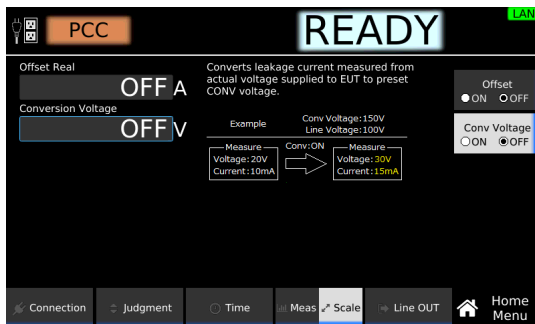 LAN
PCC
READY
Offset Real
OFF A
Conversion Voltage
OFF V
Converts leakage current measured from
actual voltage supplied to EUT to preset
CONV voltage.
Example
Conv Voltage:150V
Line Voltage:100V
Measure
Voltage:20V
Current:10mA
Conv:ON
Measure
Voltage:30V
Current:15mA
Offset
ON OFF
Conv Voltage
ON OFF
Connection
Judgment
Time
Meas
Scale
Line OUT
Home
Menu